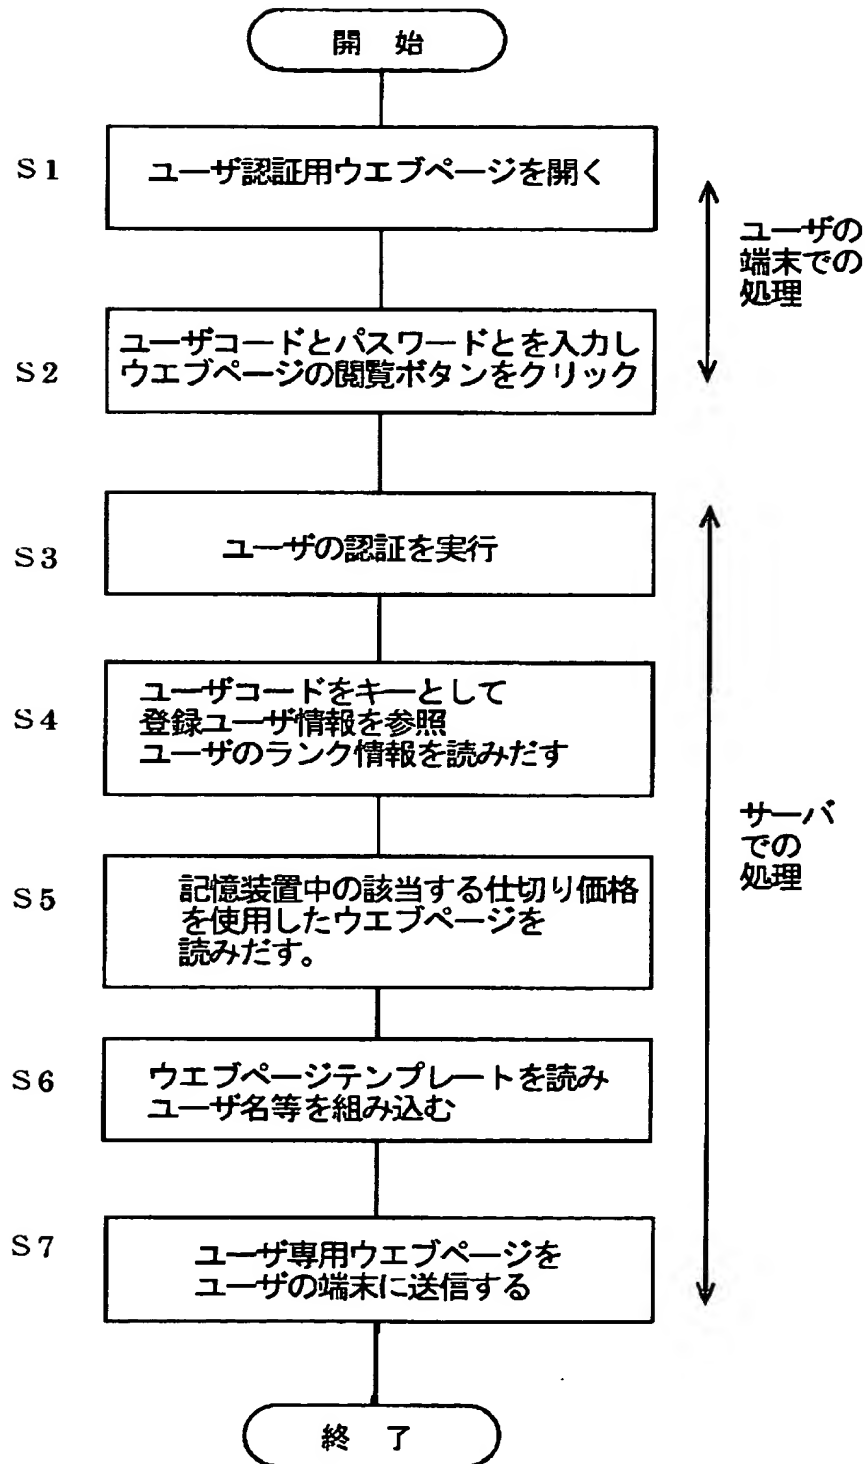 開 始
S1
ユーザ認証用ウエブページを開く
ユーザの
端末での
処理
S2
ユーザコードとパスワードとを入力し
ウエブページの閲覧ボタンをクリック
S3
ユーザの認証を実行
S4
ユーザコードをキーとして
登録ユーザ情報を参照
ユーザのランク情報を読みだす
サーバ
での
処理
S5
記憶装置中の該当する仕切り価格
を使用したウエブページを
読みだす。
S6
ウエブページテンプレートを読み
ユーザ名等を組み込む
S7
ユーザ専用ウエブページを
ユーザの端末に送信する
終 了